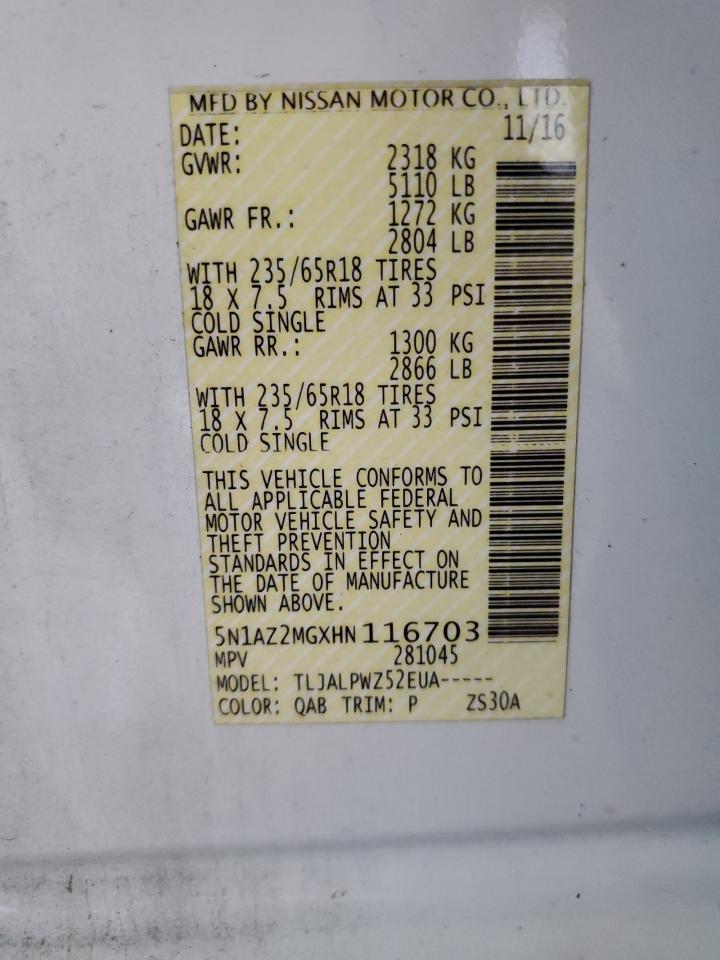 MFD BY NISSAN MOTOR CO., LTD.
DATE: 11/16
GVWR: 2318 KG
5110 LB
GAWR FR.: 1272 KG
2804 LB
WITH 235/65R18 TIRES
18 X 7.5 RIMS AT 33 PSI
COLD SINGLE
GAWR RR.: 1300 KG
2866 LB
WITH 235/65R18 TIRES
18 X 7.5 RIMS AT 33 PSI
COLD SINGLE
THIS VEHICLE CONFORMS TO
ALL APPLICABLE FEDERAL
MOTOR VEHICLE SAFETY AND
THEFT PREVENTION
STANDARDS IN EFFECT ON
THE DATE OF MANUFACTURE
SHOWN ABOVE.
5N1AZ2MGXHN116703
MPV 281045
MODEL: TLJALPWZ52EUA-----
COLOR: QAB TRIM: P ZS30A